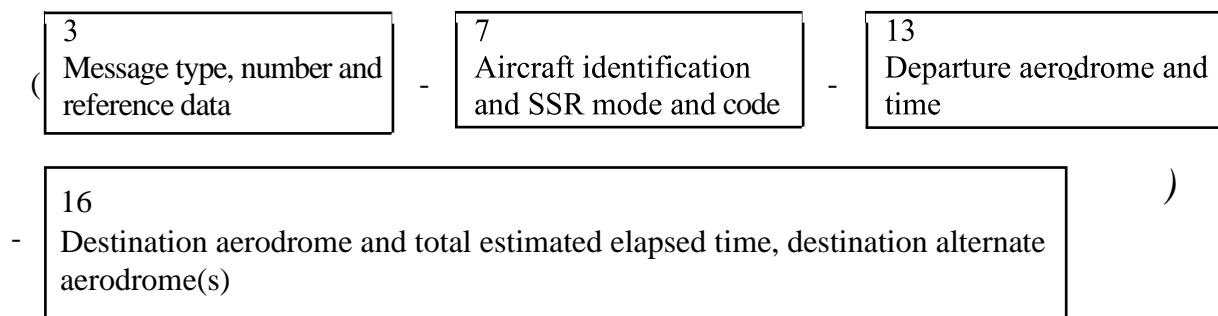 3
Message type, number and
reference data
(
-
7
Aircraft identification
and SSR mode and code
-
13
Departure aerodrome and
time
-
16
Destination aerodrome and total estimated elapsed time, destination alternate
aerodrome(s)
)